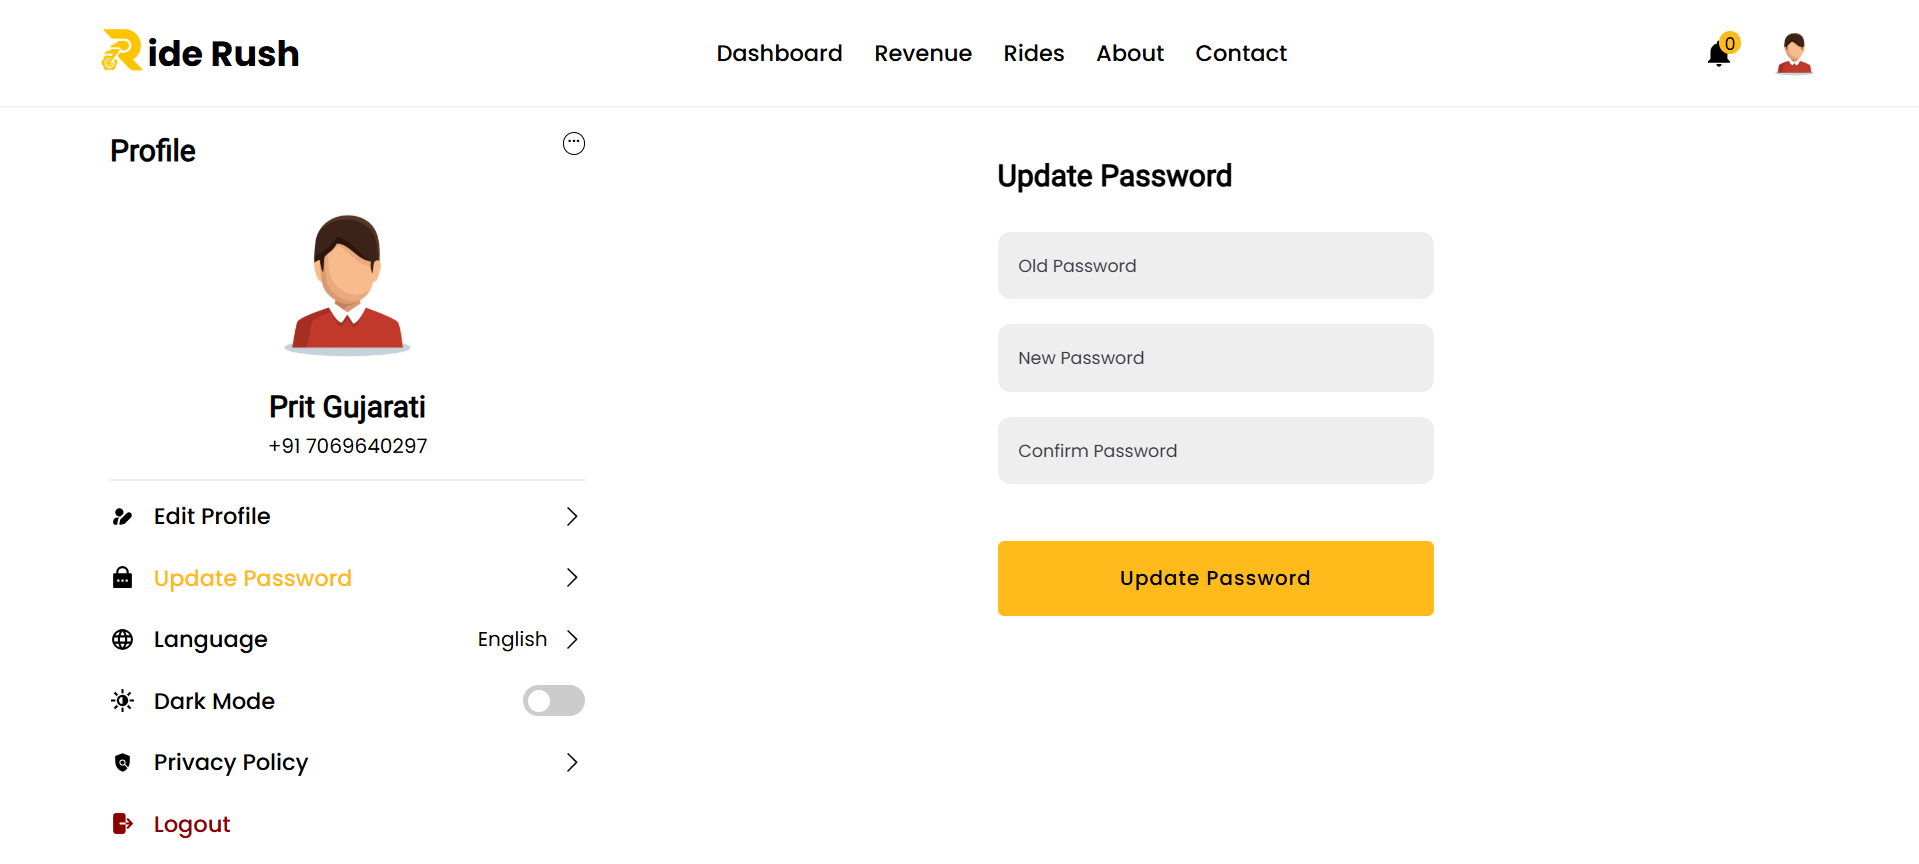 Ride Rush
Dashboard Revenue Rides About Contact
0
Profile
Prit Gujarati
+91 7069640297
Edit Profile
Update Password
Language English
Dark Mode
Privacy Policy
Logout
Update Password
Old Password
New Password
Confirm Password
Update Password